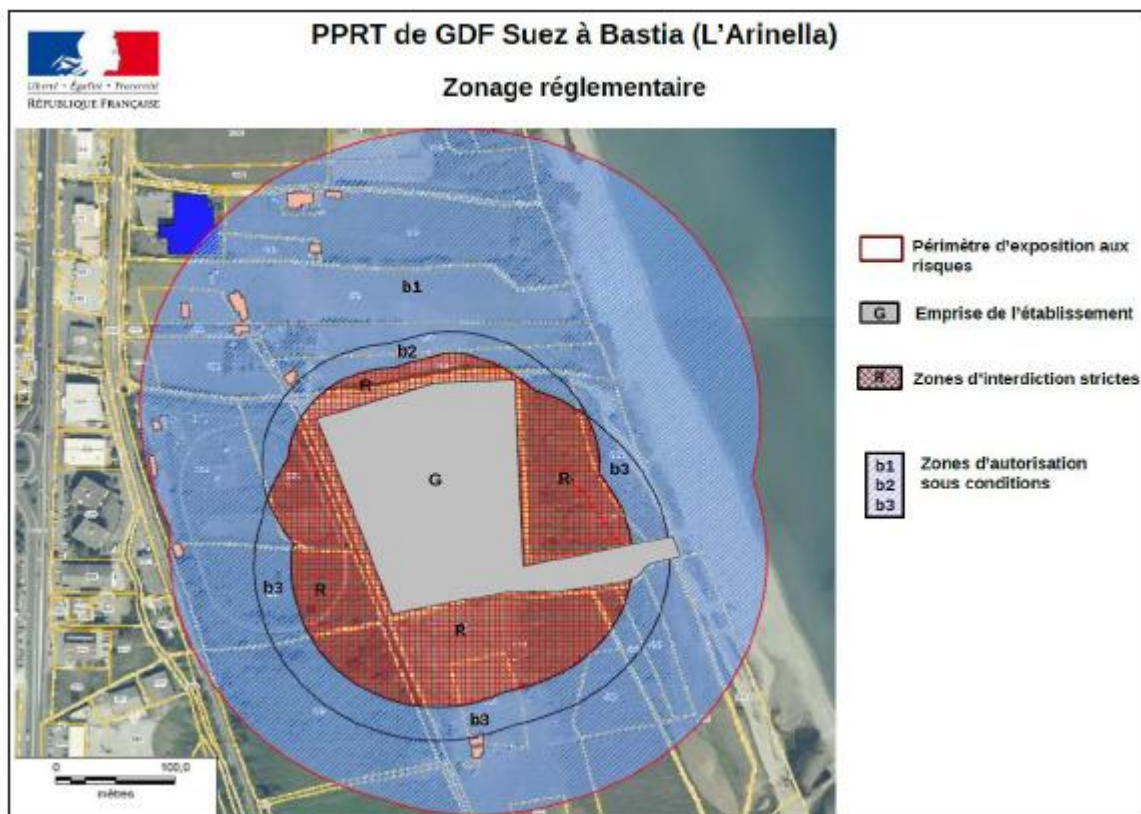 PPRT de GDF Suez à Bastia (L'Arinella)
Zonage réglementaire
Liberté • Égalité • Fraternité
RÉPUBLIQUE FRANÇAISE
b1
b2
R
b3
G
R
b3
R
R
b3
0 100,0
mètres
Périmètre d'exposition aux
risques
G Emprise de l'établissement
R Zones d'interdiction strictes
b1 Zones d'autorisation
b2 sous conditions
b3